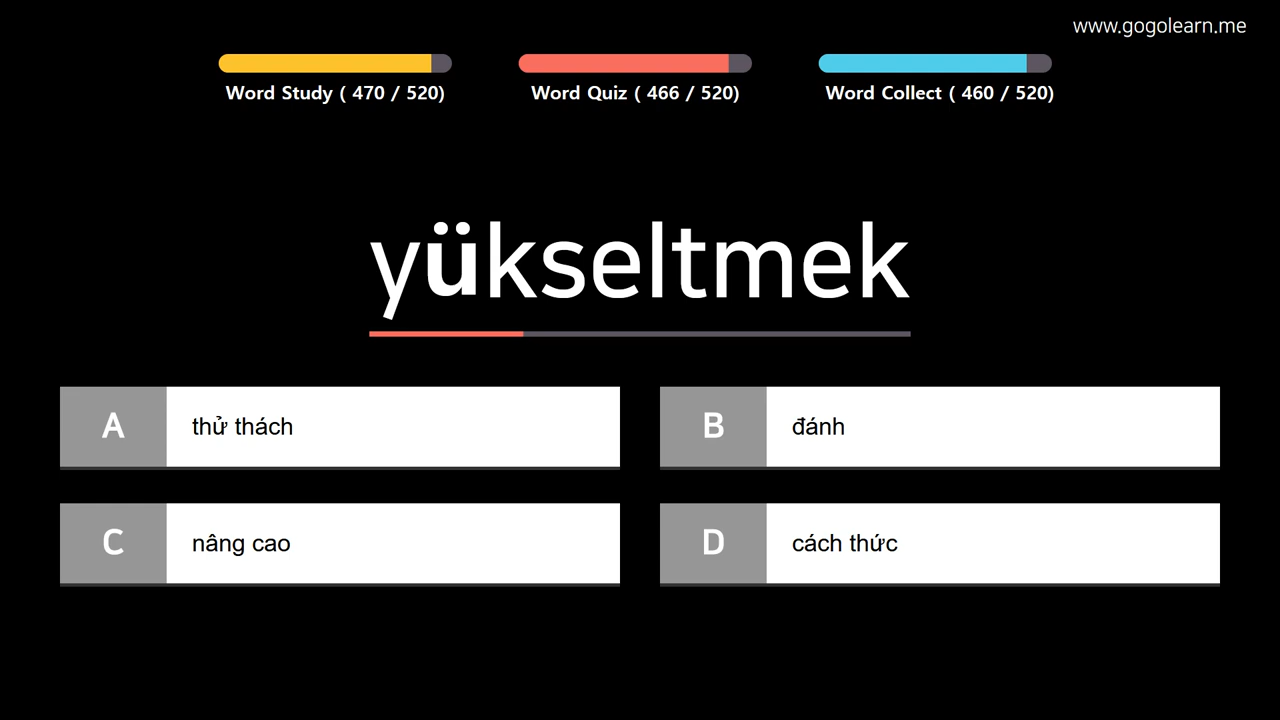 www.gogolearn.me
Word Study ( 470 / 520)
Word Quiz ( 466 / 520)
Word Collect ( 460 / 520)
yükseltmek
A
thử thách
B
đánh
C
nâng cao
D
cách thức